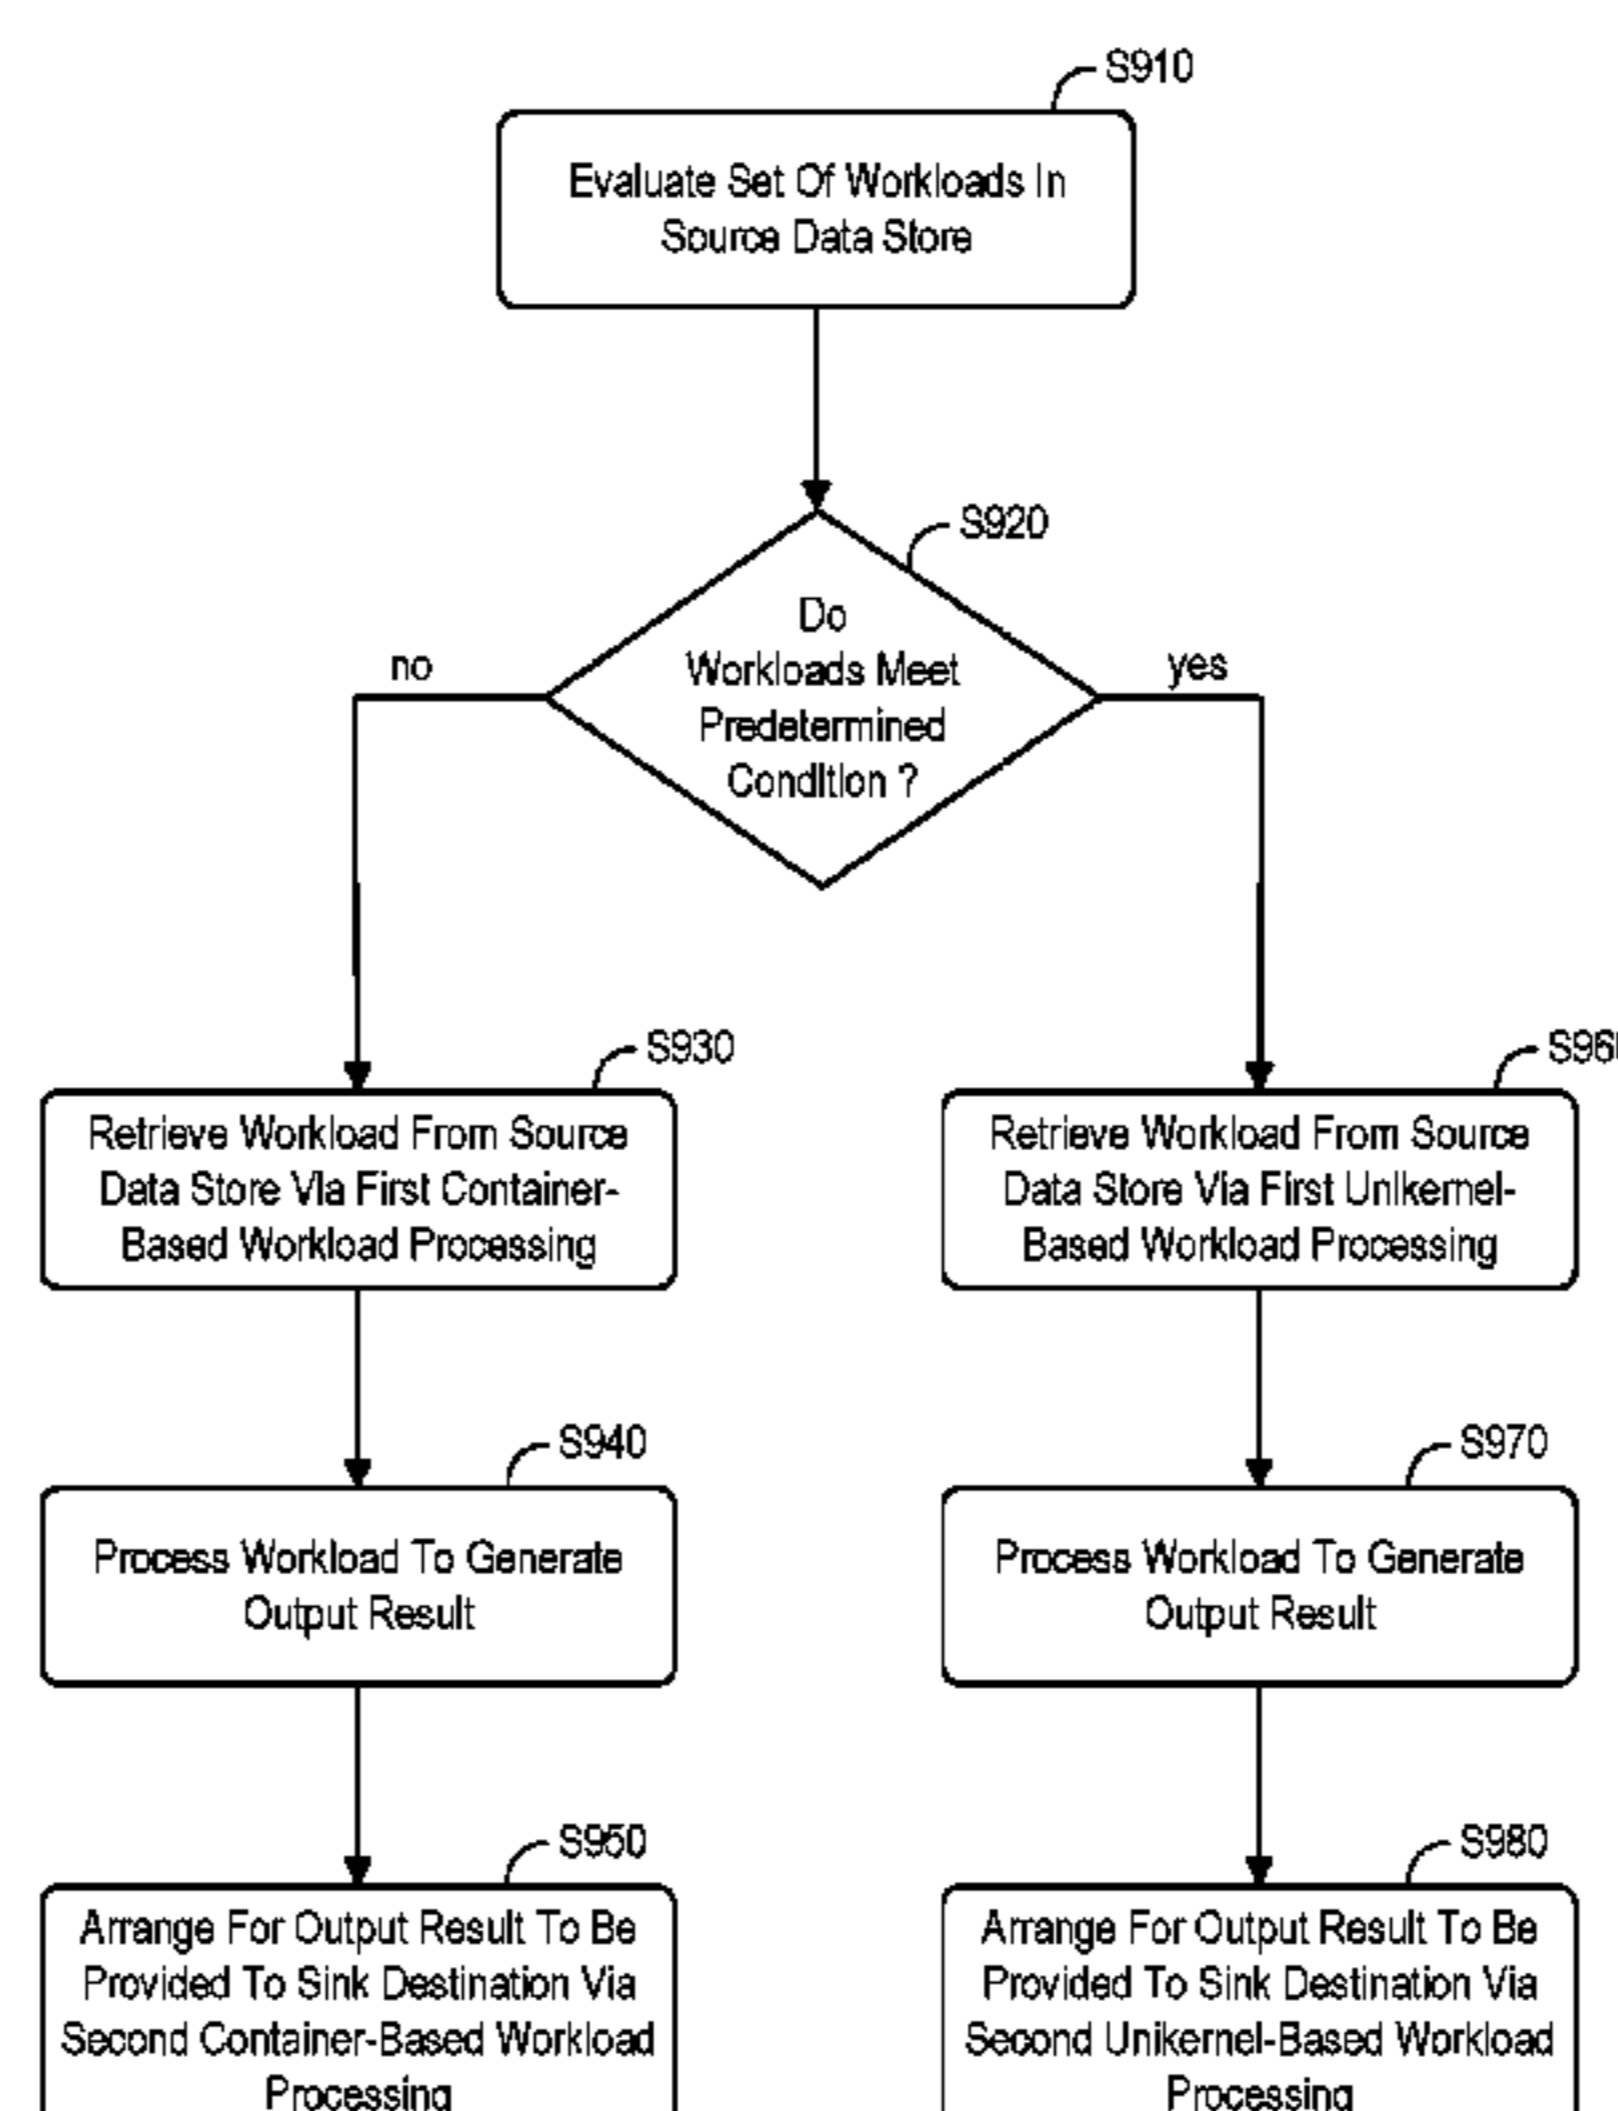 S910
Evaluate Set Of Workloads In
Source Data Store
S920
Do
Workloads Meet
Predetermined
Condition ?
no
yes
S930
Retrieve Workload From Source
Data Store Via First Container-
Based Workload Processing
S940
Process Workload To Generate
Output Result
S950
Arrange For Output Result To Be
Provided To Sink Destination Via
Second Container-Based Workload
Processing
Retrieve Workload From Source
Data Store Via First Unikernel-
Based Workload Processing
S970
Process Workload To Generate
Output Result
S980
Arrange For Output Result To Be
Provided To Sink Destination Via
Second Unikernel-Based Workload
Processing